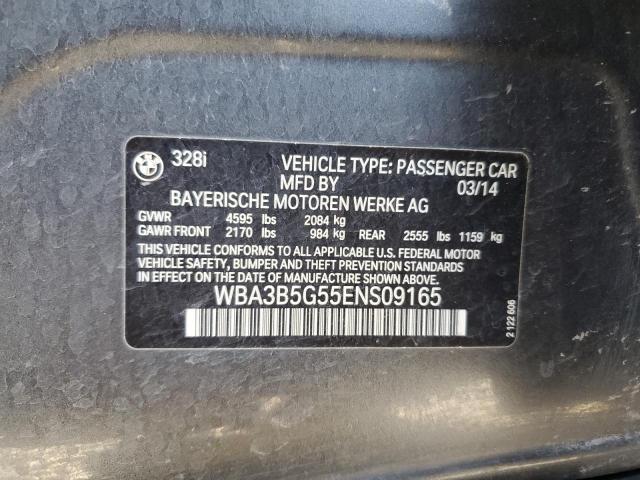 BMW 328i VEHICLE TYPE: PASSENGER CAR
MFD BY 03/14
BAYERISCHE MOTOREN WERKE AG
GVWR 4595 lbs 2084 kg
GAWR FRONT 2170 lbs 984 kg REAR 2555 lbs 1159 kg
THIS VEHICLE CONFORMS TO ALL APPLICABLE U.S. FEDERAL MOTOR
VEHICLE SAFETY, BUMPER AND THEFT PREVENTION STANDARDS
IN EFFECT ON THE DATE OF MANUFACTURE SHOWN ABOVE.
WBA3B5G55ENS09165
2 122 606